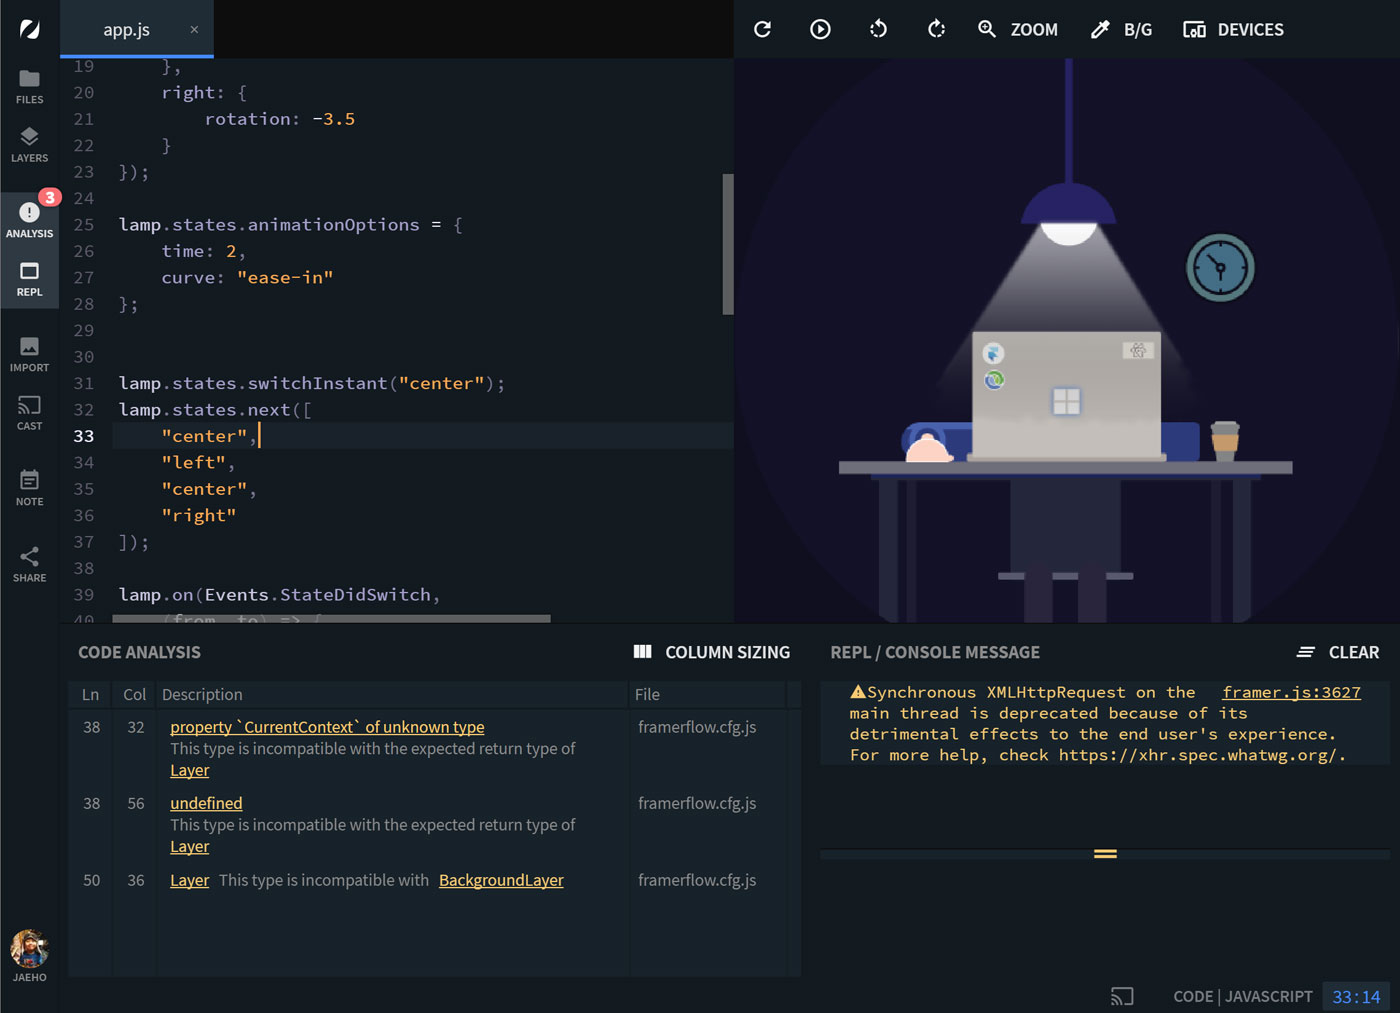 app.js ×
ZOOM B/G DEVICES
FILES
LAYERS
3
ANALYSIS
REPL
IMPORT
CAST
NOTE
SHARE
JAEHO
19 },
20 right: {
21 rotation: -3.5
22 }
23 });
24
25 lamp.states.animationOptions = {
26 time: 2,
27 curve: "ease-in"
28 };
29
30
31 lamp.states.switchInstant("center");
32 lamp.states.next([
33 "center",
34 "left",
35 "center",
36 "right"
37 ]);
38
39 lamp.on(Events.StateDidSwitch,
40 (from, to) => {
CODE ANALYSIS COLUMN SIZING
Ln Col Description File
38 32 property `CurrentContext` of unknown type framerflow.cfg.js
This type is incompatible with the expected return type of
Layer
38 56 undefined framerflow.cfg.js
This type is incompatible with the expected return type of
Layer
50 36 Layer This type is incompatible with BackgroundLayer framerflow.cfg.js
REPL / CONSOLE MESSAGE CLEAR
Synchronous XMLHttpRequest on the framer.js:3627
main thread is deprecated because of its
detrimental effects to the end user's experience.
For more help, check https://xhr.spec.whatwg.org/.
CODE | JAVASCRIPT 33:14